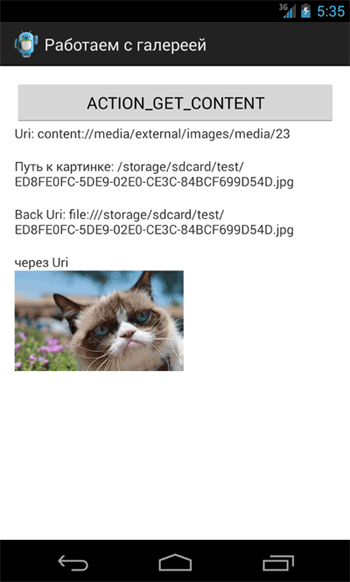 3G 5:35
Работаем с галереей
ACTION_GET_CONTENT
Uri: content://media/external/images/media/23
Путь к картинке: /storage/sdcard/test/
ED8FE0FC-5DE9-02E0-CE3C-84BCF699D54D.jpg
Back Uri: file:///storage/sdcard/test/
ED8FE0FC-5DE9-02E0-CE3C-84BCF699D54D.jpg
через Uri